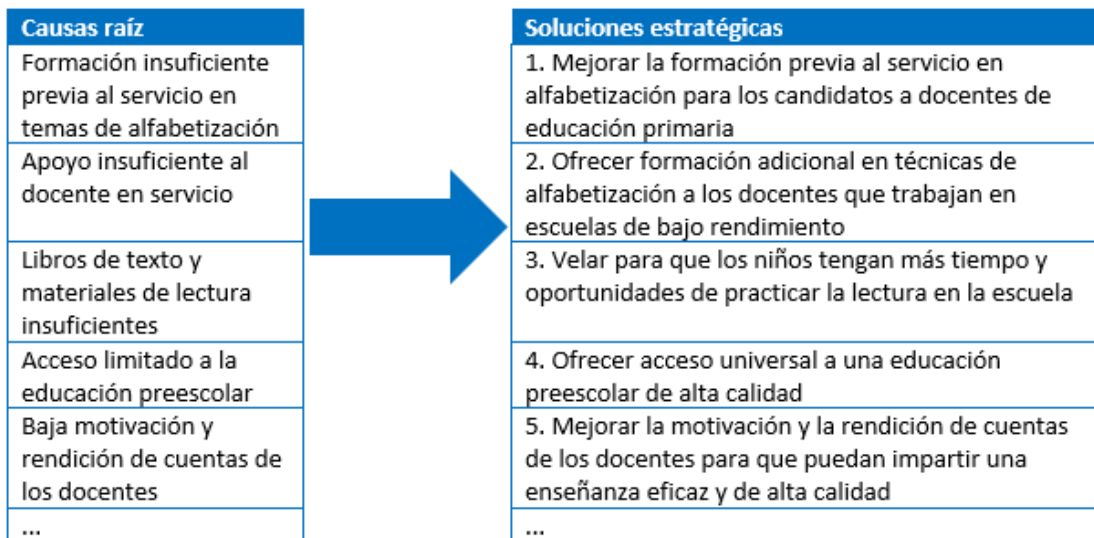 Causas raíz
Formación insuficiente
previa al servicio en
temas de alfabetización
Apoyo insuficiente al
docente en servicio
Libros de texto y
materiales de lectura
insuficientes
Acceso limitado a la
educación preescolar
Baja motivación y
rendición de cuentas de
los docentes
...
Soluciones estratégicas
1. Mejorar la formación previa al servicio en
alfabetización para los candidatos a docentes de
educación primaria
2. Ofrecer formación adicional en técnicas de
alfabetización a los docentes que trabajan en
escuelas de bajo rendimiento
3. Velar para que los niños tengan más tiempo y
oportunidades de practicar la lectura en la escuela
4. Ofrecer acceso universal a una educación
preescolar de alta calidad
5. Mejorar la motivación y la rendición de cuentas
de los docentes para que puedan impartir una
enseñanza eficaz y de alta calidad
...